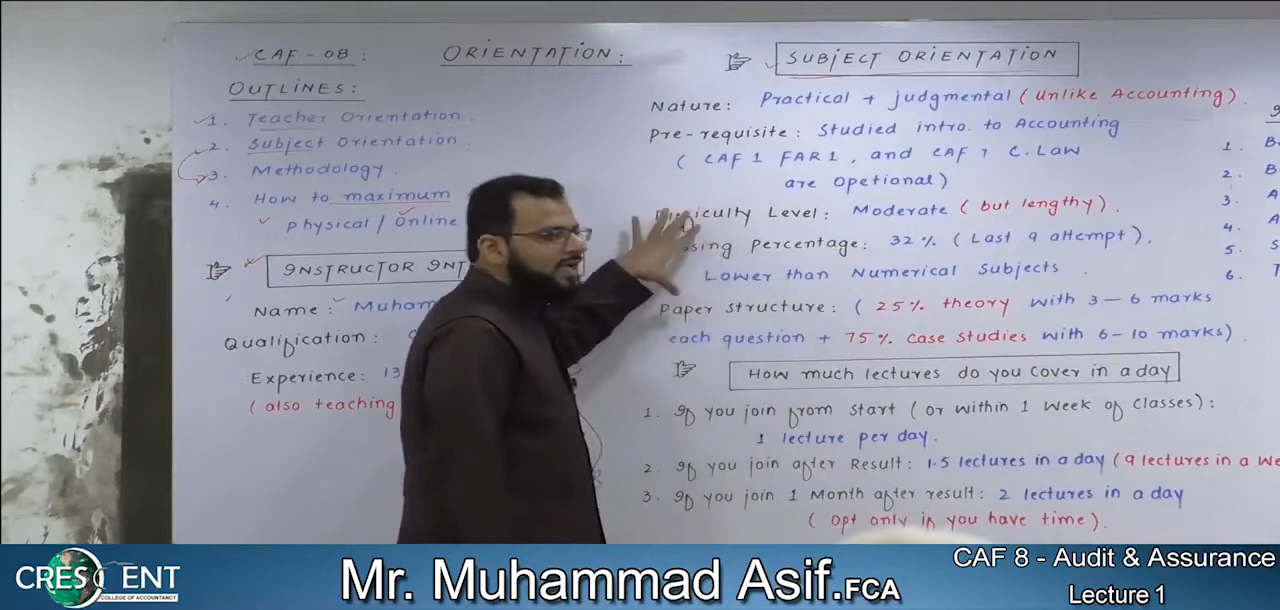 CAF-08:
ORIENTATION:
OUTLINES:
1. Teacher Orientation.
2. Subject Orientation.
3. Methodology.
4. How to maximum
physical / Online
INSTRUCTOR INT
Name: Muham
Qualification:
Experience: 13
(also teaching
SUBJECT ORIENTATION
Nature: Practical + judgmental (unlike Accounting).
Pre-requisite: Studied intro. to Accounting
( CAF 1 FAR1, and CAF 7 C.Law
are Opetional)
Difficulty Level: Moderate (but lengthy).
sing percentage: 32% (Last 9 attempt).
Lower than Numerical Subjects.
Paper structure: ( 25% theory with 3-6 marks
each question + 75% case studies with 6-10 marks).
How much lectures do you cover in a day
1. If you join from start (or within 1 week of classes):
1 lecture per day.
2. If you join after Result: 1.5 lectures in a day (9 lectures in a We
3. If you join 1 Month after result: 2 lectures in a day
(opt only if you have time).
1. B
2. B
3. A
4. A
5. S
6. T
CRESCENT
COLLEGE OF ACCOUNTANCY
Mr. Muhammad Asif.FCA
CAF 8 - Audit & Assurance
Lecture 1